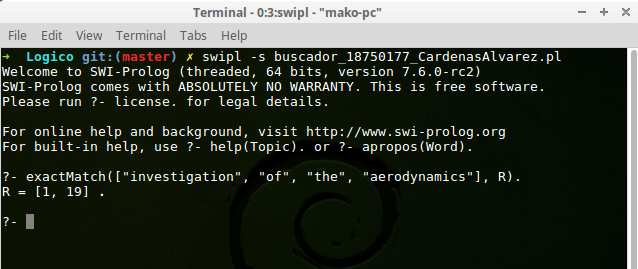 Terminal - 0:3:swipl - "mako-pc"
File Edit View Terminal Tabs Help
➜ Logico git:(master) ✗ swipl -s buscador_18750177_CardenasAlvarez.pl
Welcome to SWI-Prolog (threaded, 64 bits, version 7.6.0-rc2)
SWI-Prolog comes with ABSOLUTELY NO WARRANTY. This is free software.
Please run ?- license. for legal details.
For online help and background, visit http://www.swi-prolog.org
For built-in help, use ?- help(Topic). or ?- apropos(Word).
?- exactMatch(["investigation", "of", "the", "aerodynamics"], R).
R = [1, 19] .
?-